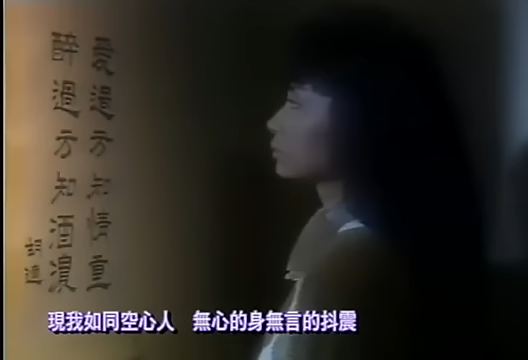 愛過方知情重
醉過方知酒濃
胡適
現我如同空心人　無心的身無言的抖震